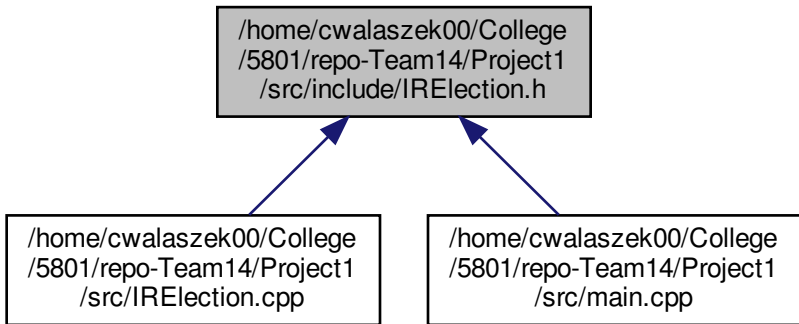 /home/cwalaszek00/College
/5801/repo-Team14/Project1
/src/include/IRElection.h
/home/cwalaszek00/College
/5801/repo-Team14/Project1
/src/IRElection.cpp
/home/cwalaszek00/College
/5801/repo-Team14/Project1
/src/main.cpp